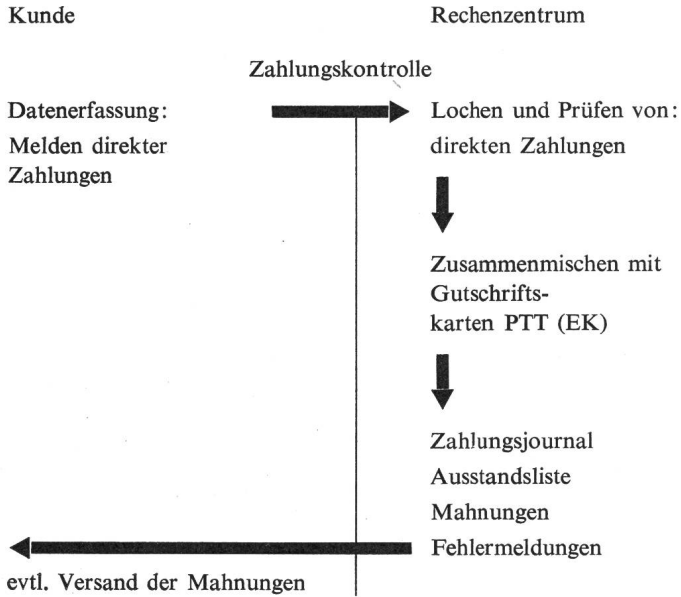 Kunde
Rechenzentrum
Zahlungskontrolle
Datenerfassung:
Melden direkter
Zahlungen
Lochen und Prüfen von:
direkten Zahlungen
Zusammenmischen mit
Gutschrifts-
karten PTT (EK)
Zahlungsjournal
Ausstandsliste
Mahnungen
Fehlermeldungen
evtl. Versand der Mahnungen